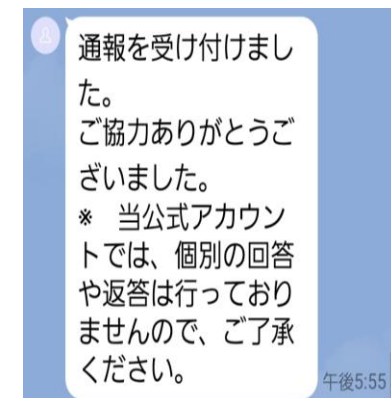 通報を受け付けまし
た。
ご協力ありがとうご
ざいました。
※　当公式アカウン
トでは、個別の回答
や返答は行っており
ませんので、ご了承
ください。
午後5:55